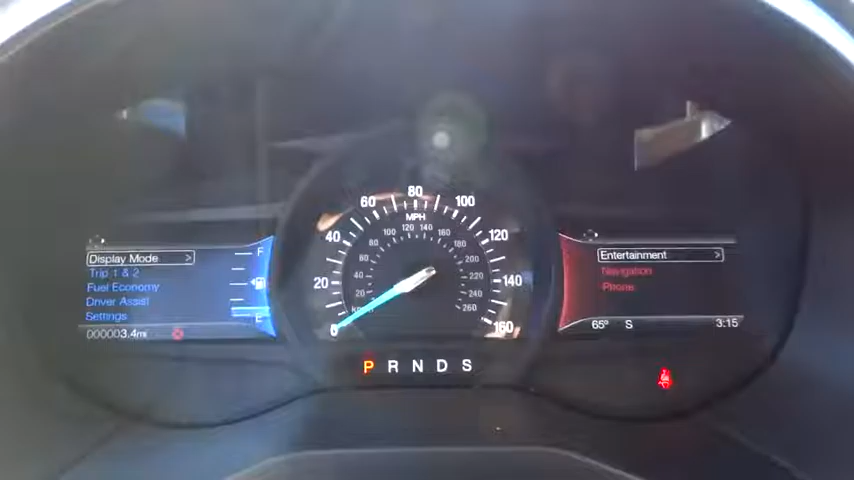 Display Mode >
Trip 1 & 2
Fuel Economy
Driver Assist
Settings
000003.4mi
F
E
0 20 40 60 80 100 120 140 160
MPH
20 40 60 80 100 120 140 160 180 200 220 240 260
P R N D S
Entertainment >
Navigation
Phone
65° S 3:15